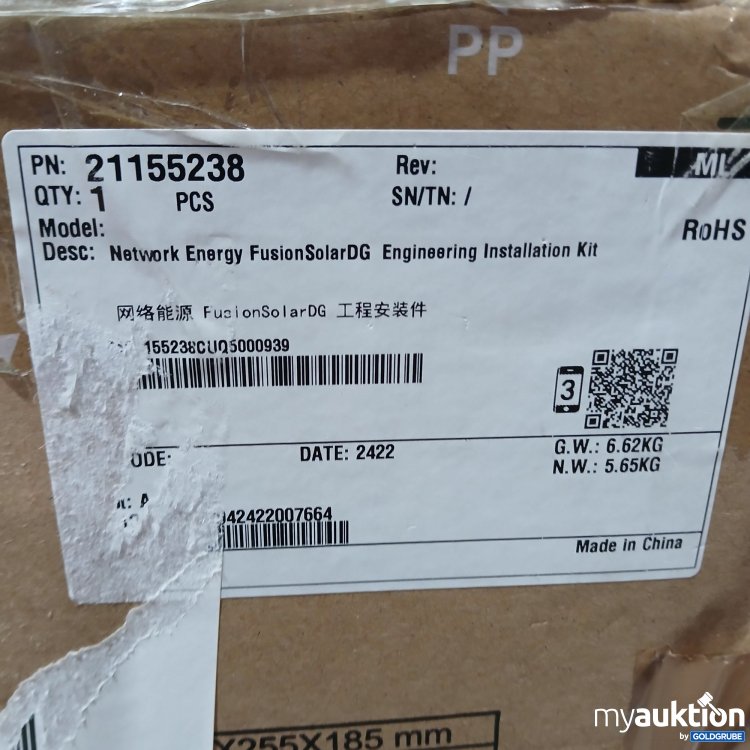 PP
PN: 21155238 Rev:
QTY: 1 PCS SN/TN: /
Model: RoHS
Desc: Network Energy FusionSolarDG Engineering Installation Kit
网络能源 FusionSolarDG 工程安装件
155238CUQ5000939
3
ODE: DATE: 2422 G.W.: 6.62KG
N.W.: 5.65KG
42422007664
Made in China
X255X185 mm
myauktion
by GOLDGRUBE